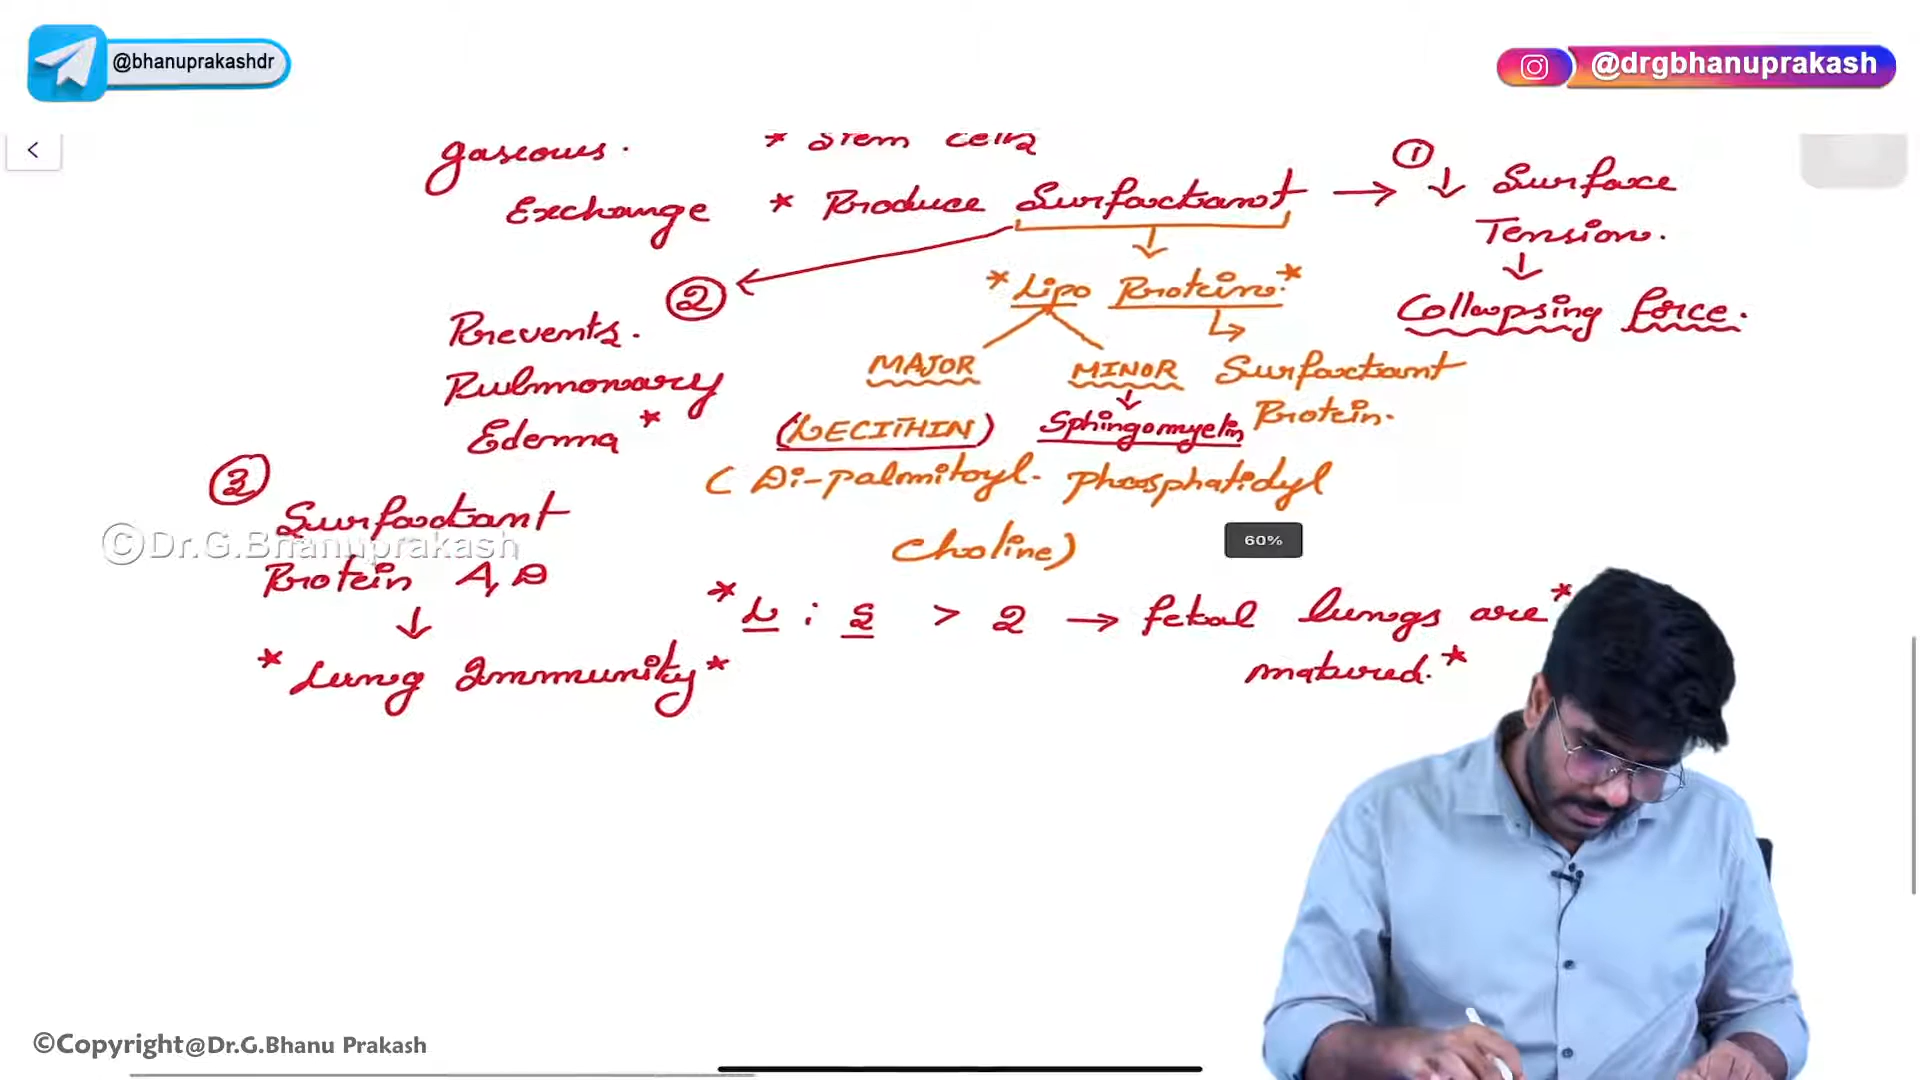 @bhanuprakashdr
@drgbhanuprakash
<
gaseous.
Exchange
* Stem cells
* Produce Surfactant →
① ↓ Surface
Tension.
↓
Collapsing force.
②
Prevents.
Pulmonary
Edema *
* Lipo Protein. *
MAJOR
MINOR
Surfactant
Protein.
(LECITHIN)
Sphingomyelin
(Di-palmitoyl. phosphatidyl
choline)
60%
③
Surfactant
Protein A, D
↓
* Lung Immunity *
©Dr.G.Bhanuprakash
* L : S > 2 → fetal lungs are *
matured. *
©Copyright@Dr.G.Bhanu Prakash